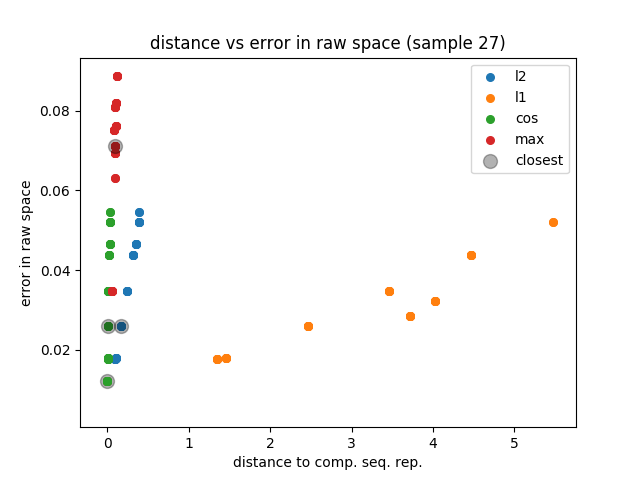 distance vs error in raw space (sample 27)
l2
l1
cos
max
closest
0.08
0.06
0.04
0.02
error in raw space
0
1
2
3
4
5
distance to comp. seq. rep.